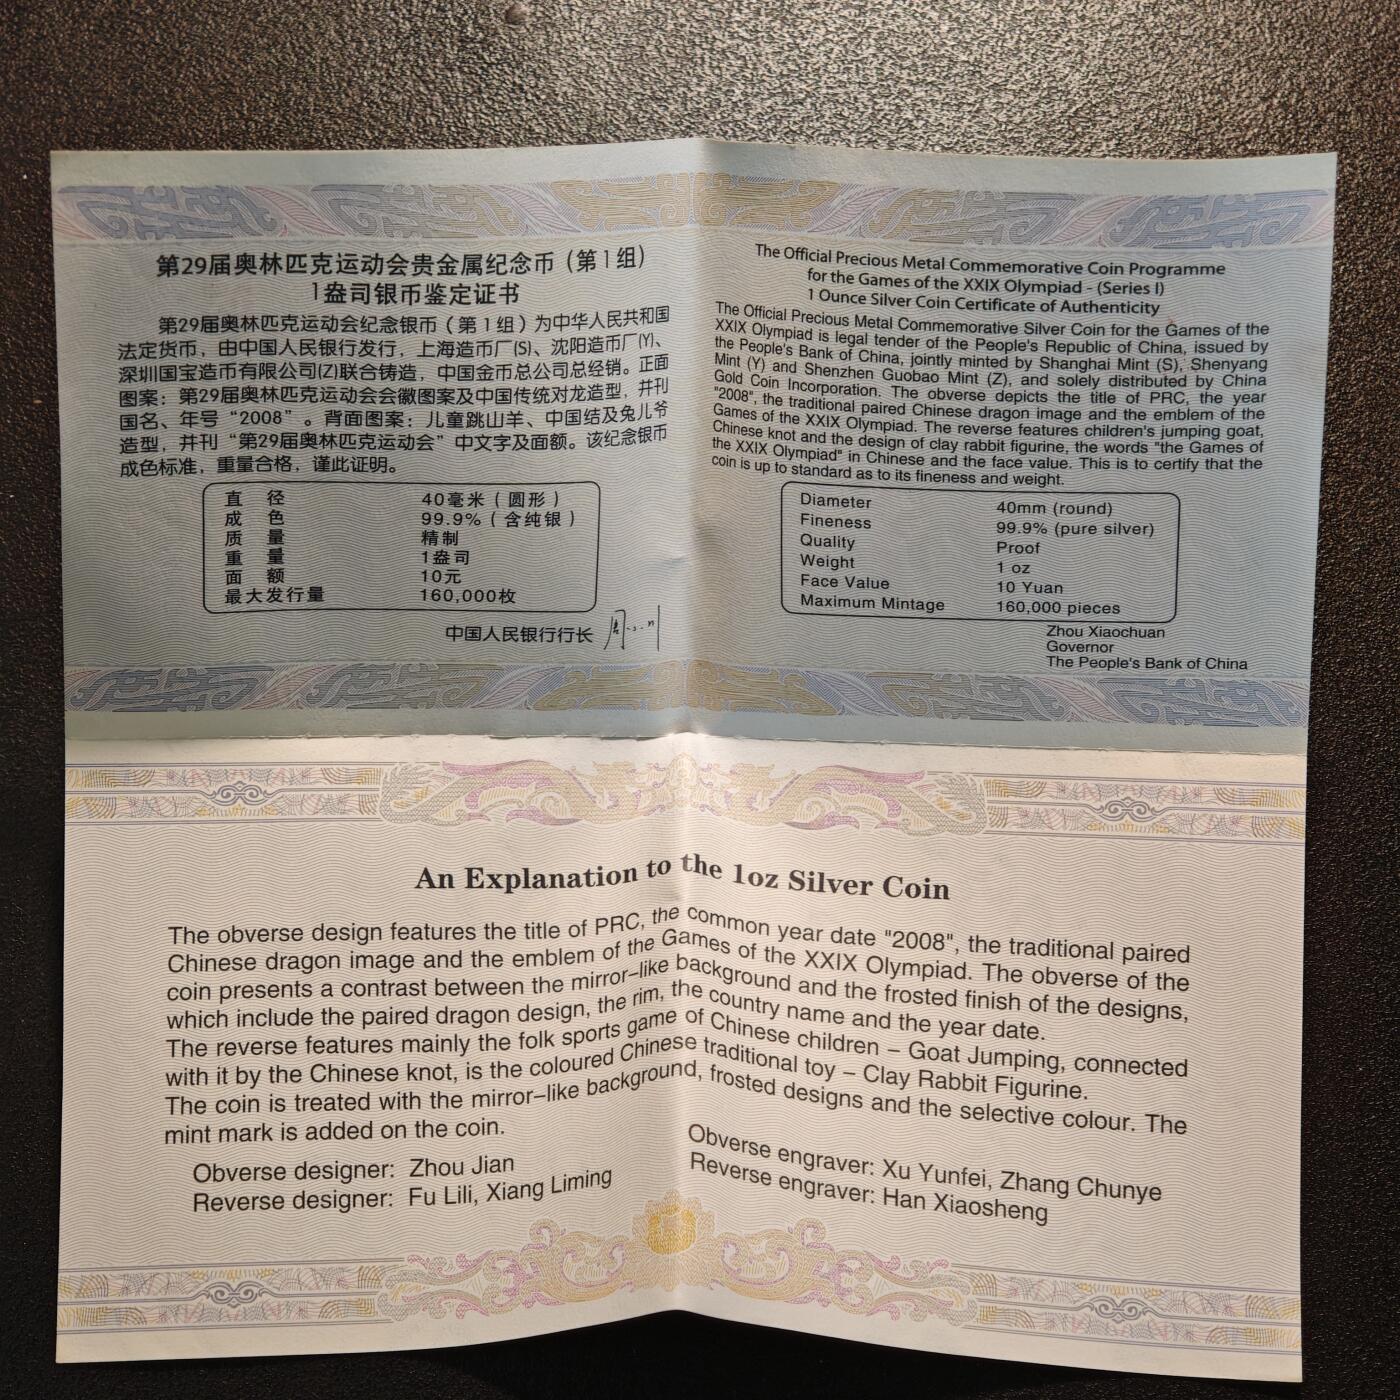 第29届奥林匹克运动会贵金属纪念币（第1组）
1盎司银币鉴定证书
第29届奥林匹克运动会纪念银币（第1组）为中华人民共和国
法定货币，由中国人民银行发行，上海造币厂(S)、沈阳造币厂(Y)、
深圳国宝造币有限公司(Z)联合铸造，中国金币总公司总经销。正面
图案：第29届奥林匹克运动会会徽图案及中国传统对龙造型，并刊
国名、年号“2008”。背面图案：儿童跳山羊、中国结及兔儿爷
造型，并刊“第29届奥林匹克运动会”中文字及面额。该纪念银币
成色标准，重量合格，谨此证明。
直 径 40毫米（圆形）
成 色 99.9%（含纯银）
质 量 精制
重 量 1盎司
面 额 10元
最大发行量 160,000枚
中国人民银行行长
The Official Precious Metal Commemorative Coin Programme
for the Games of the XXIX Olympiad - (Series I)
1 Ounce Silver Coin Certificate of Authenticity
The Official Precious Metal Commemorative Silver Coin for the Games of the
XXIX Olympiad is legal tender of the People's Republic of China, issued by
the People's Bank of China, jointly minted by Shanghai Mint (S), Shenyang
Mint (Y) and Shenzhen Guobao Mint (Z), and solely distributed by China
Gold Coin Incorporation. The obverse depicts the title of PRC, the year
"2008", the traditional paired Chinese dragon image and the emblem of the
Games of the XXIX Olympiad. The reverse features children's jumping goat,
Chinese knot and the design of clay rabbit figurine, the words "the Games of
the XXIX Olympiad" in Chinese and the face value. This is to certify that the
coin is up to standard as to its fineness and weight.
Diameter 40mm (round)
Fineness 99.9% (pure silver)
Quality Proof
Weight 1 oz
Face Value 10 Yuan
Maximum Mintage 160,000 pieces
Zhou Xiaochuan
Governor
The People's Bank of China
An Explanation to the 1oz Silver Coin
The obverse design features the title of PRC, the common year date "2008", the traditional paired
Chinese dragon image and the emblem of the Games of the XXIX Olympiad. The obverse of the
coin presents a contrast between the mirror–like background and the frosted finish of the designs,
which include the paired dragon design, the rim, the country name and the year date.
The reverse features mainly the folk sports game of Chinese children – Goat Jumping, connected
with it by the Chinese knot, is the coloured Chinese traditional toy – Clay Rabbit Figurine.
The coin is treated with the mirror–like background, frosted designs and the selective colour. The
mint mark is added on the coin.
Obverse designer: Zhou Jian
Reverse designer: Fu Lili, Xiang Liming
Obverse engraver: Xu Yunfei, Zhang Chunye
Reverse engraver: Han Xiaosheng